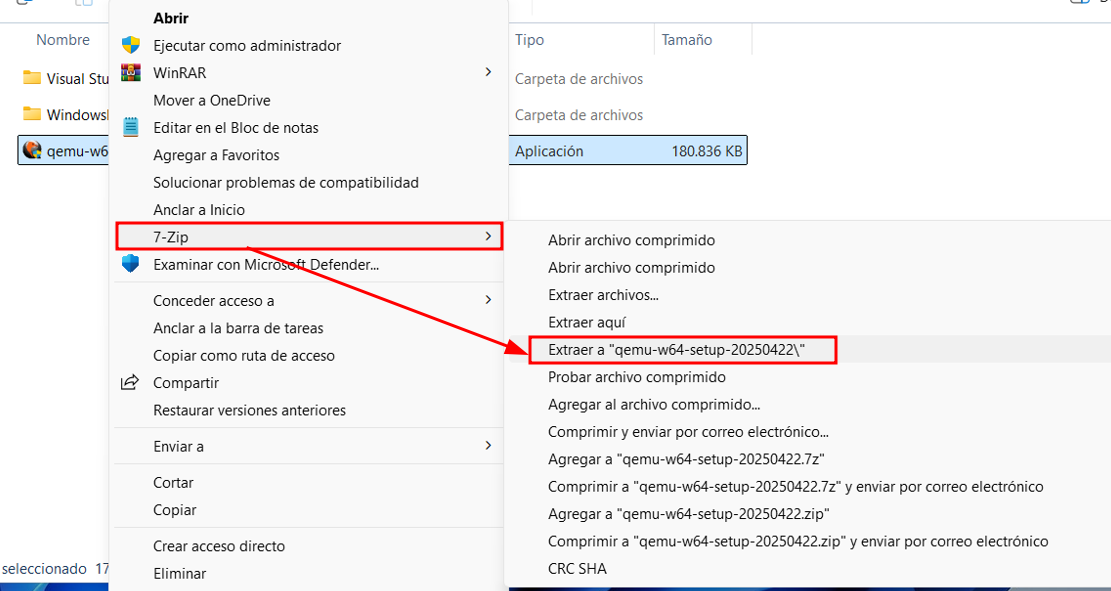 Abrir
Nombre
Tipo
Tamaño
Ejecutar como administrador
WinRAR
Visual Stu
Carpeta de archivos
Mover a OneDrive
Windows
Carpeta de archivos
Editar en el Bloc de notas
qemu-w6
Aplicación
180.836 KB
Agregar a Favoritos
Solucionar problemas de compatibilidad
Anclar a Inicio
7-Zip
Examinar con Microsoft Defender...
Conceder acceso a
Anclar a la barra de tareas
Copiar como ruta de acceso
Compartir
Restaurar versiones anteriores
Enviar a
Cortar
Copiar
Crear acceso directo
Eliminar
Abrir archivo comprimido
Abrir archivo comprimido
Extraer archivos...
Extraer aquí
Extraer a "qemu-w64-setup-20250422\"
Probar archivo comprimido
Agregar al archivo comprimido...
Comprimir y enviar por correo electrónico...
Agregar a "qemu-w64-setup-20250422.7z"
Comprimir a "qemu-w64-setup-20250422.7z" y enviar por correo electrónico
Agregar a "qemu-w64-setup-20250422.zip"
Comprimir a "qemu-w64-setup-20250422.zip" y enviar por correo electrónico
CRC SHA
seleccionado 17